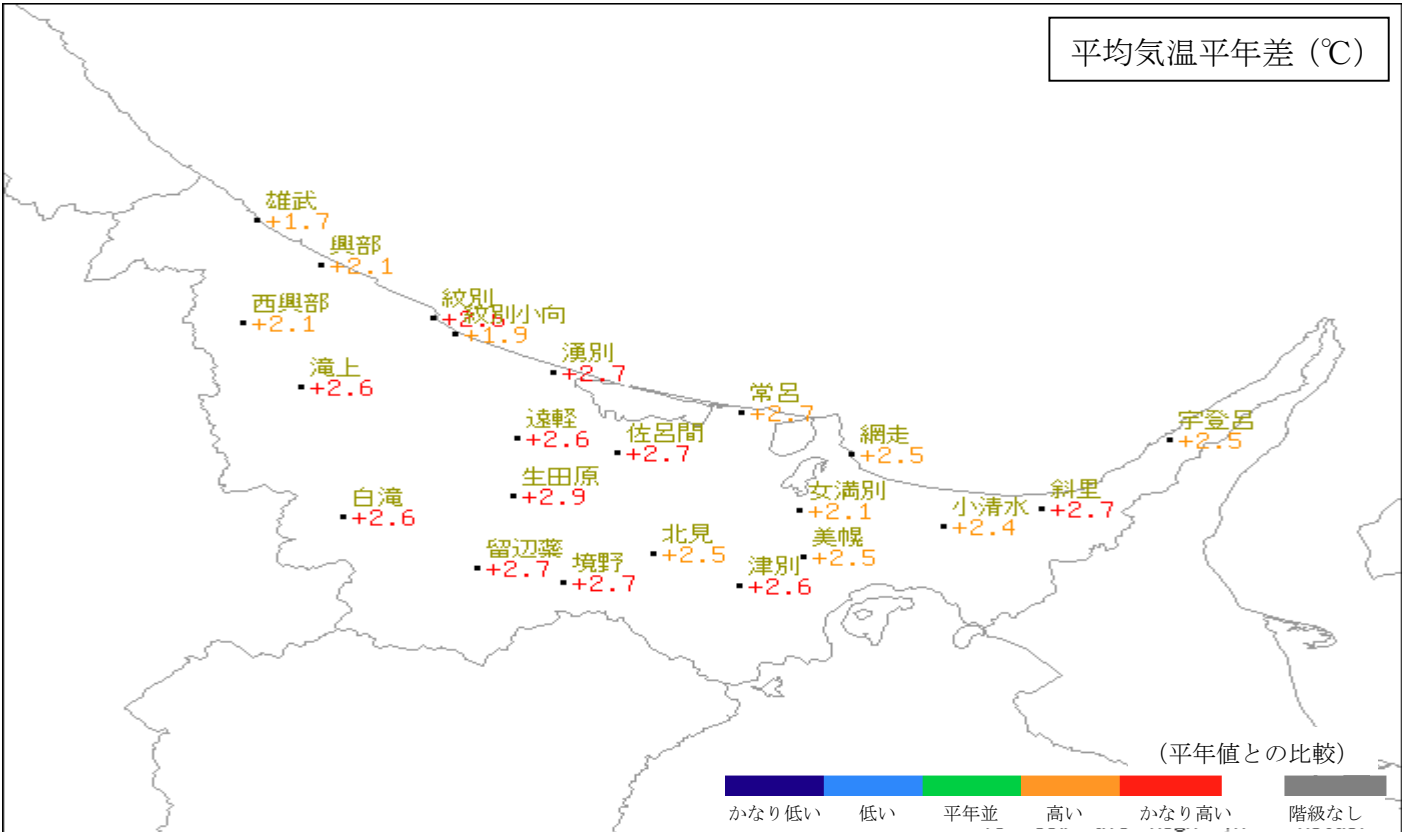 平均気温平年差（℃）
雄武
+1.7
興部
+2.1
西興部
+2.1
紋別
紋別小向
+1.9
滝上
+2.6
湧別
+2.7
常呂
+2.7
遠軽
+2.6
佐呂間
+2.7
網走
+2.5
宇登呂
+2.5
生田原
+2.9
白滝
+2.6
女満別
+2.1
小清水
+2.4
斜里
+2.7
留辺蘂
+2.7
境野
+2.7
北見
+2.5
美幌
+2.5
津別
+2.6
（平年値との比較）
かなり低い 低い 平年並 高い かなり高い 階級なし